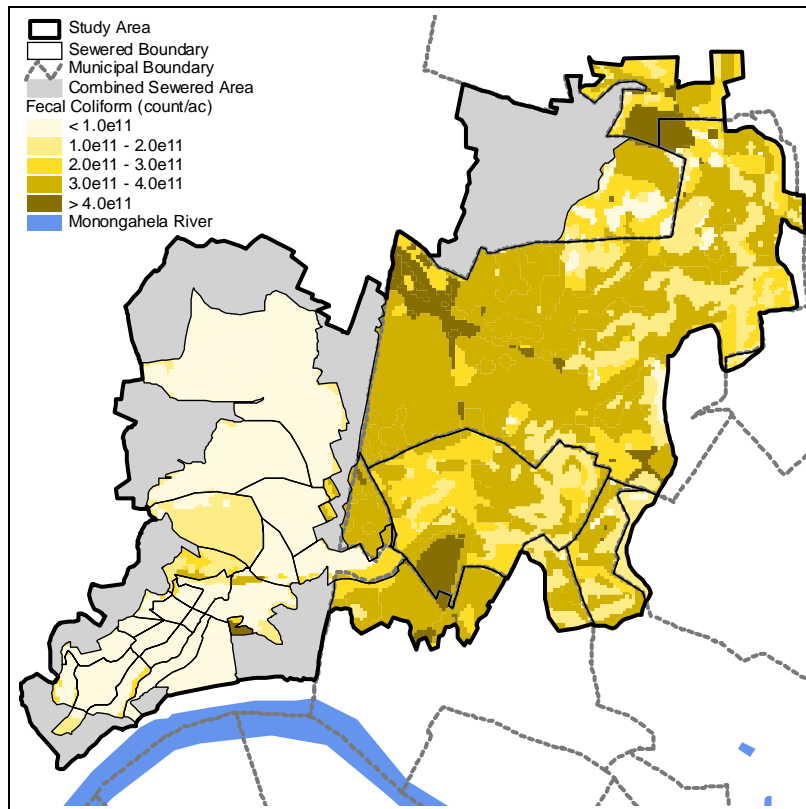 Study Area
Sewered Boundary
Municipal Boundary
Combined Sewered Area
Fecal Coliform (count/ac)
< 1.0e11
1.0e11 - 2.0e11
2.0e11 - 3.0e11
3.0e11 - 4.0e11
> 4.0e11
Monongahela River